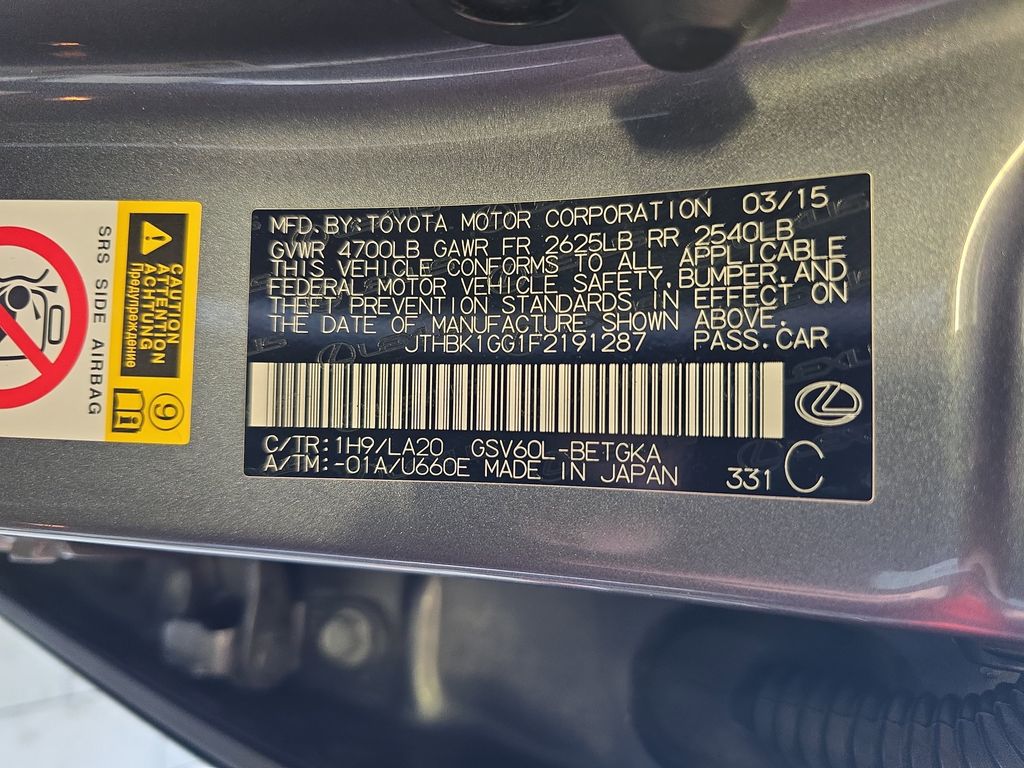 MFD.BY:TOYOTA MOTOR CORPORATION 03/15
GVWR 4700LB GAWR FR 2625LB RR 2540LB
THIS VEHICLE CONFORMS TO ALL APPLICABLE
FEDERAL MOTOR VEHICLE SAFETY,BUMPER,AND
THEFT PREVENTION STANDARDS IN EFFECT ON
THE DATE OF MANUFACTURE SHOWN ABOVE.
JTHBK1GG1F2191287 PASS.CAR
C/TR:1H9/LA20 GSV60L-BETGKA
A/TM:-01A/U660E MADE IN JAPAN
331 C
SRS SIDE AIRBAG
CAUTION
ATTENTION
ACHTUNG
Предупреждение
9